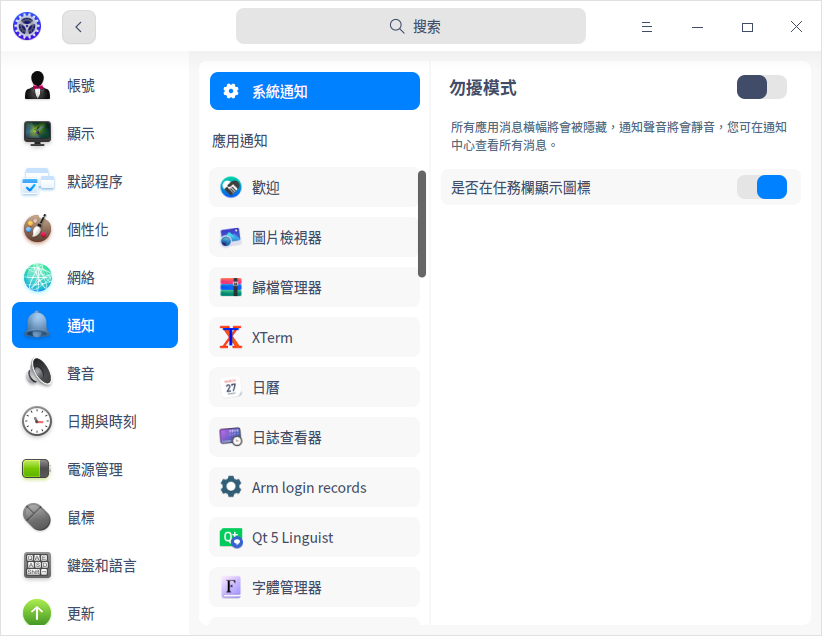 搜索
帳號
顯示
默認程序
個性化
網絡
通知
聲音
日期與時刻
電源管理
鼠標
鍵盤和語言
更新
系統通知
應用通知
歡迎
圖片檢視器
歸檔管理器
XTerm
日曆
日誌查看器
Arm login records
Qt 5 Linguist
字體管理器
勿擾模式
所有應用消息橫幅將會被隱藏，通知聲音將會靜音，您可在通知
中心查看所有消息。
是否在任務欄顯示圖標